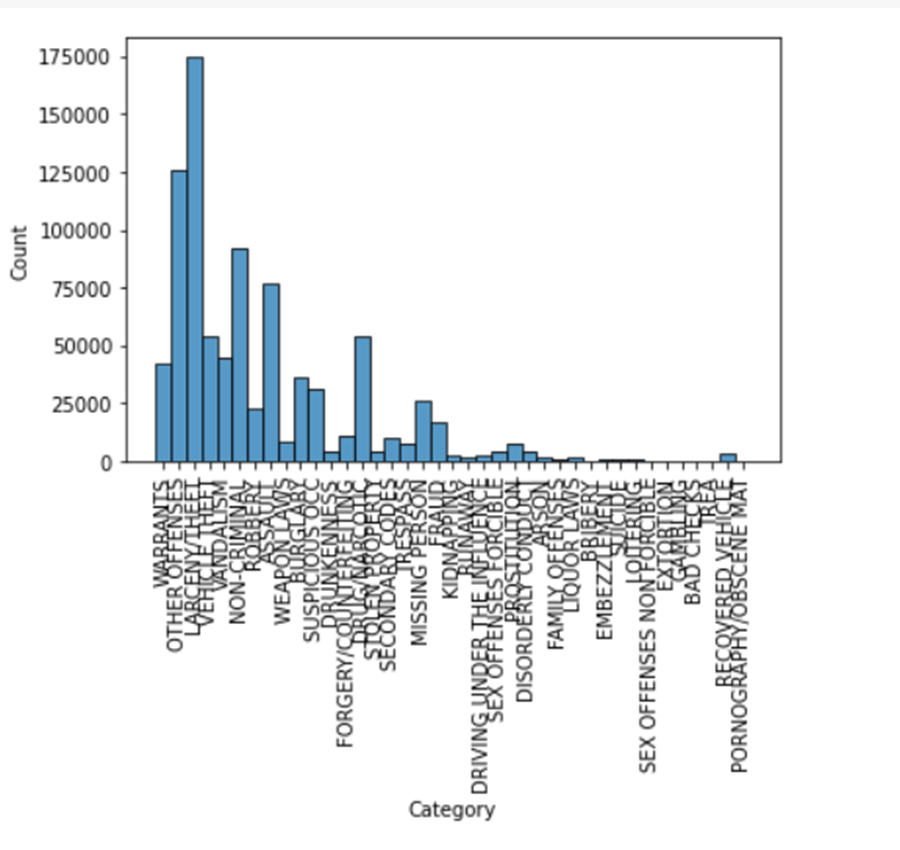 175000
150000
125000
100000
75000
50000
25000
0
Count
WARRANTS
OTHER OFFENSES
LARCENY/THEFT
VEHICLE THEFT
VANDALISM
NON-CRIMINAL
ROBBERY
ASSAULT
WEAPON LAWS
BURGLARY
SUSPICIOUS OCC
DRUNKENNESS
FORGERY/COUNTERFEITING
DRUG/NARCOTIC
STOLEN PROPERTY
SECONDARY CODES
TRESPASS
MISSING PERSON
FRAUD
KIDNAPPING
RUNAWAY
DRIVING UNDER THE INFLUENCE
SEX OFFENSES FORCIBLE
PROSTITUTION
DISORDERLY CONDUCT
ARSON
FAMILY OFFENSES
LIQUOR LAWS
BRIBERY
EMBEZZLEMENT
SUICIDE
LOITERING
SEX OFFENSES NON FORCIBLE
EXTORTION
GAMBLING
BAD CHECKS
TREA
RECOVERED VEHICLE
PORNOGRAPHY/OBSCENE MAT
Category